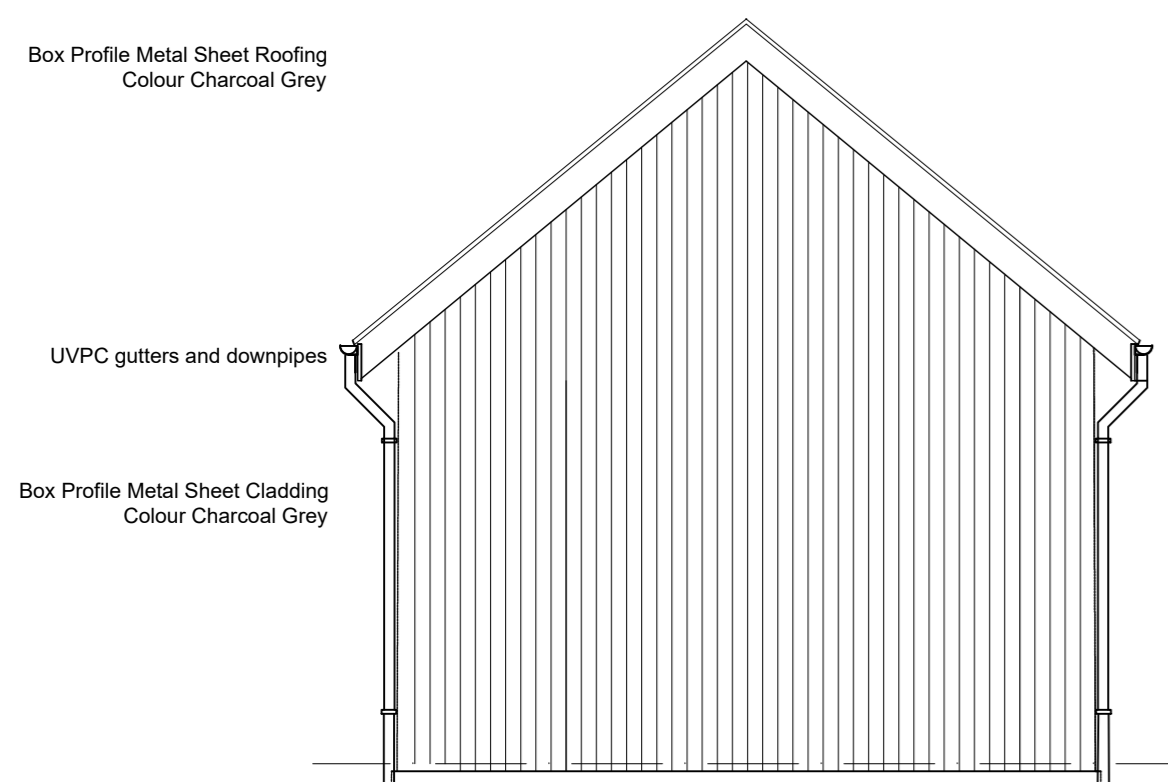 Box Profile Metal Sheet Roofing
Colour Charcoal Grey
UVPC gutters and downpipes
Box Profile Metal Sheet Cladding
Colour Charcoal Grey